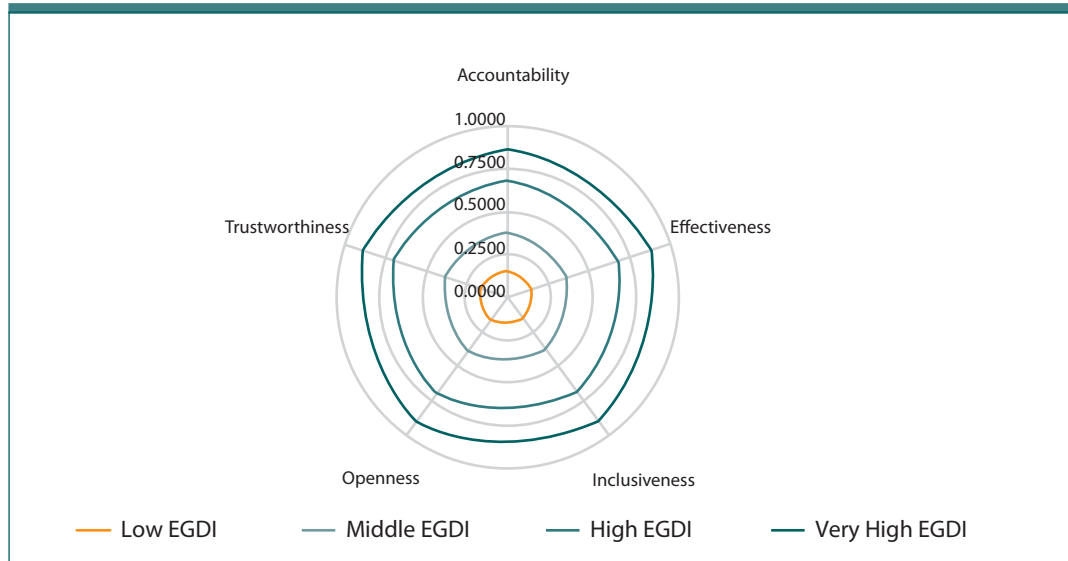 Accountability
1.0000
0.7500
0.5000
0.2500
0.0000
Trustworthiness
Effectiveness
Openness
Inclusiveness
Low EGDI
Middle EGDI
High EGDI
Very High EGDI